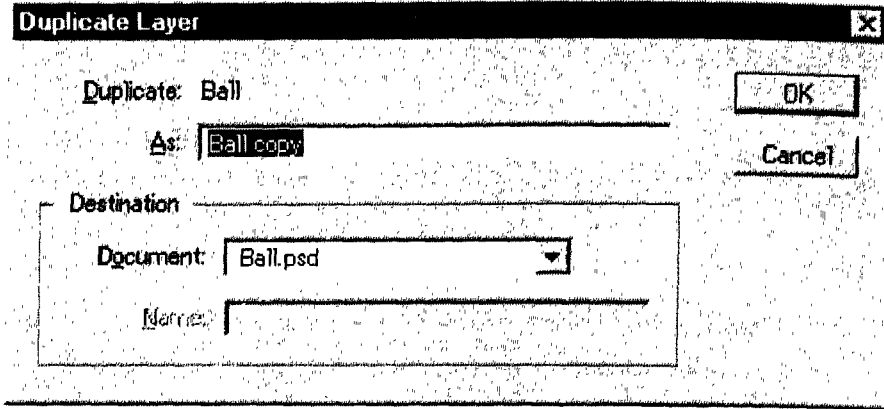 Duplicate Layer
Duplicate: Ball
OK
As: Ball copy
Cancel
Destination
Document: Ball.psd
Name: